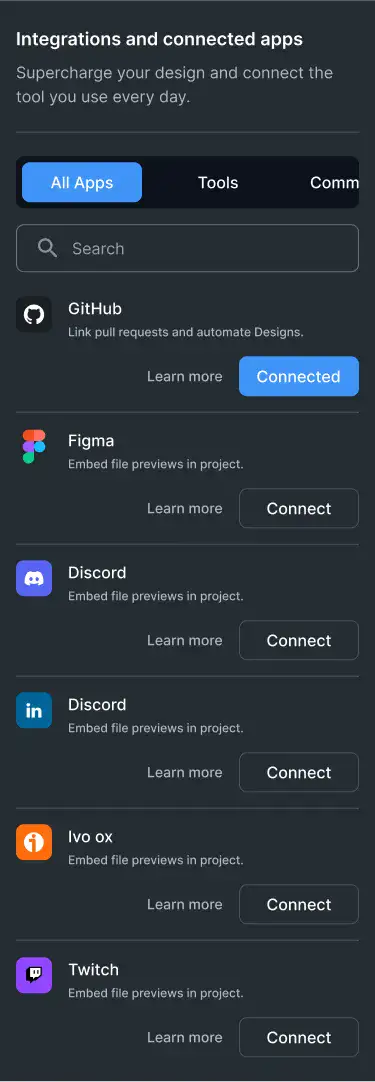 Integrations and connected apps
Supercharge your design and connect the
tool you use every day.
All Apps Tools Comm
Search
GitHub
Link pull requests and automate Designs.
Learn more Connected
Figma
Embed file previews in project.
Learn more Connect
Discord
Embed file previews in project.
Learn more Connect
in
Discord
Embed file previews in project.
Learn more Connect
Ivo ox
Embed file previews in project.
Learn more Connect
Twitch
Embed file previews in project.
Learn more Connect